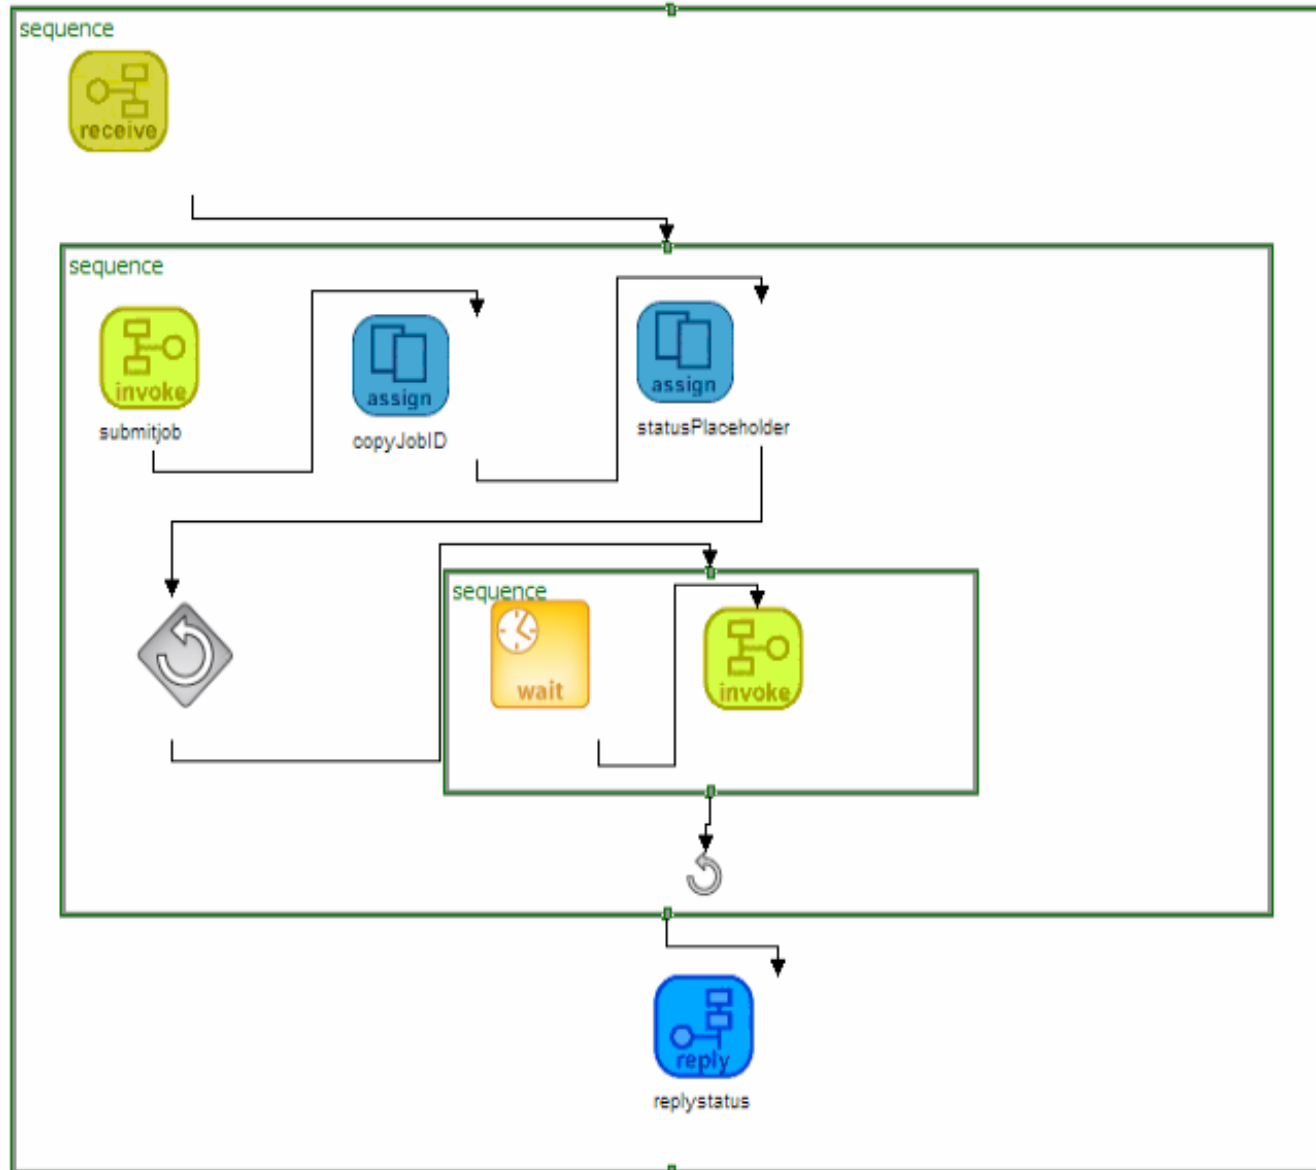 sequence
receive
sequence
invoke
submitjob
assign
copyJobID
assign
statusPlaceholder
sequence
wait
invoke
reply
replystatus